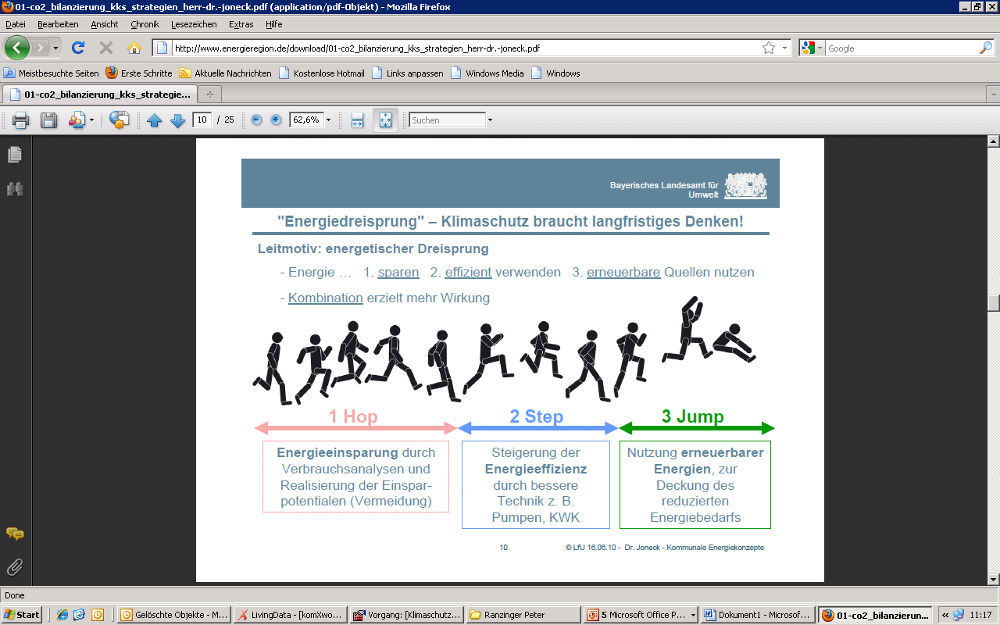 01-co2_bilanzierung_kks_strategien_herr-dr.-joneck.pdf (application/pdf-Objekt) - Mozilla Firefox
Datei Bearbeiten Ansicht Chronik Lesezeichen Extras Hilfe
http://www.energieregion.de/download/01-co2_bilanzierung_kks_strategien_herr-dr.-joneck.pdf
Google
Meistbesuchte Seiten Erste Schritte Aktuelle Nachrichten Kostenlose Hotmail Links anpassen Windows Media Windows
01-co2_bilanzierung_kks_strategie...
10 / 25 62,6% Suchen
Bayerisches Landesamt für
Umwelt
"Energiedreisprung" – Klimaschutz braucht langfristiges Denken!
Leitmotiv: energetischer Dreisprung
- Energie … 1. sparen 2. effizient verwenden 3. erneuerbare Quellen nutzen
- Kombination erzielt mehr Wirkung
1 Hop 2 Step 3 Jump
Energieeinsparung durch
Verbrauchsanalysen und
Realisierung der Einspar-
potentialen (Vermeidung)
Steigerung der
Energieeffizienz
durch bessere
Technik z. B.
Pumpen, KWK
Nutzung erneuerbarer
Energien, zur
Deckung des
reduzierten
Energiebedarfs
10 © LfU 16.06.10 - Dr. Joneck - Kommunale Energiekonzepte
Done
Start Gelöschte Objekte - M... LivingData - [komXwo... Vorgang: [Klimaschutz... Ranzinger Peter 5 Microsoft Office P... Dokument1 - Microsof... 01-co2_bilanzierun... « 11:17